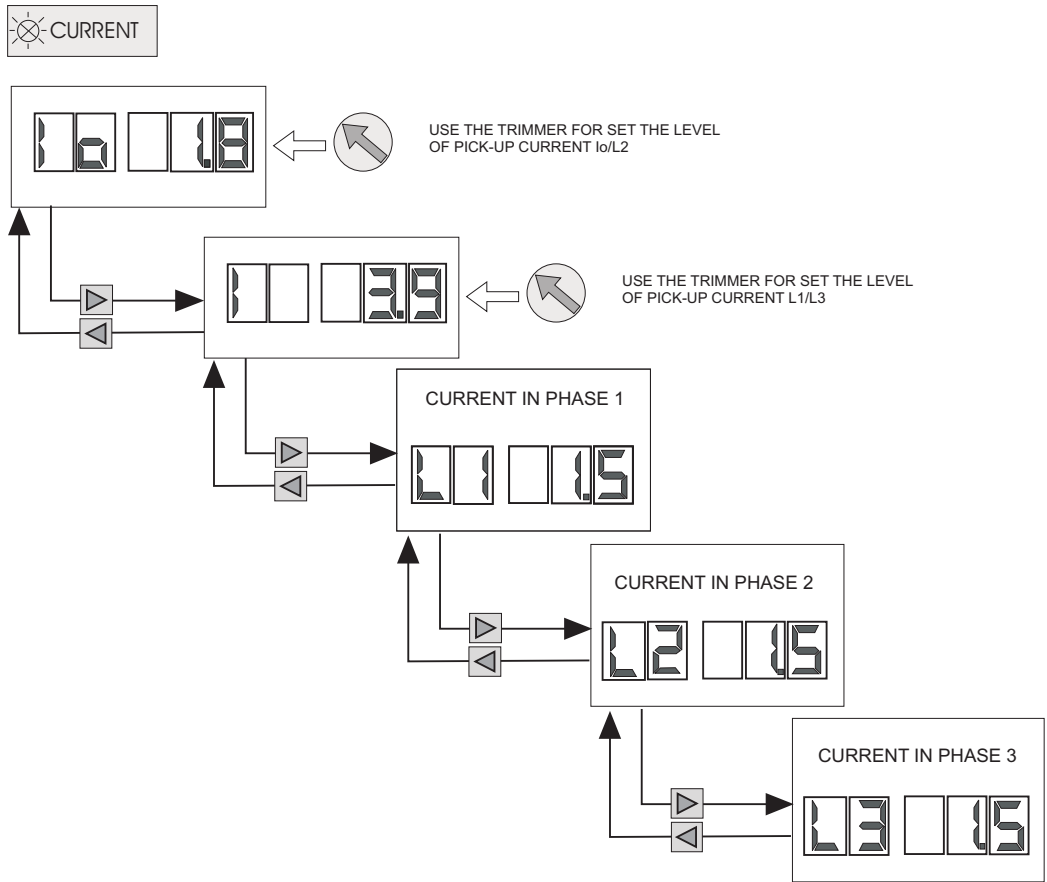 CURRENT
Io 1.8
USE THE TRIMMER FOR SET THE LEVEL
OF PICK-UP CURRENT Io/L2
I 3.9
USE THE TRIMMER FOR SET THE LEVEL
OF PICK-UP CURRENT L1/L3
CURRENT IN PHASE 1
L1 1.5
CURRENT IN PHASE 2
L2 1.5
CURRENT IN PHASE 3
L3 1.5